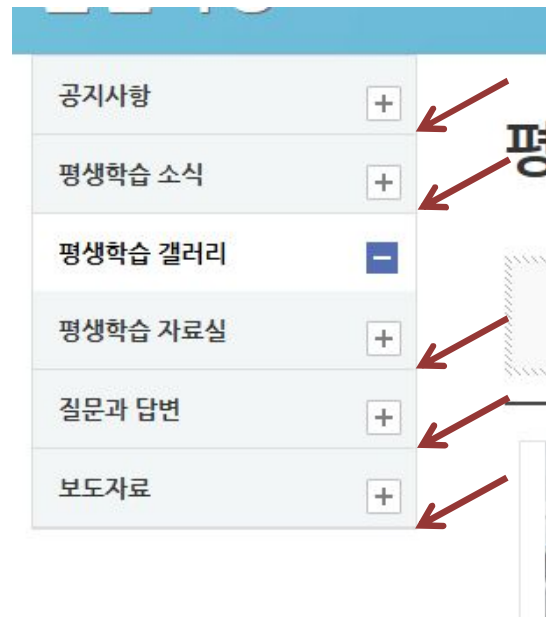 공지사항
평생학습 소식
평생학습 갤러리
평생학습 자료실
질문과 답변
보도자료